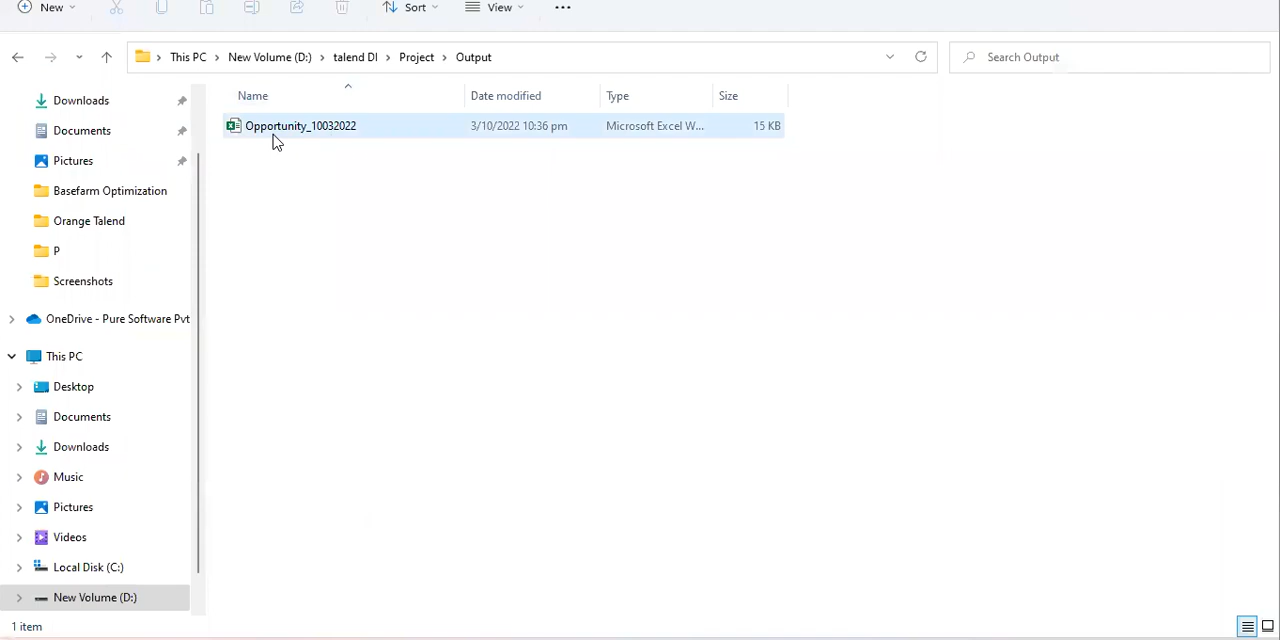 New Sort View
This PC New Volume (D:) talend DI Project Output Search Output
Name Date modified Type Size
Opportunity_10032022 3/10/2022 10:36 pm Microsoft Excel W... 15 KB
Downloads
Documents
Pictures
Basefarm Optimization
Orange Talend
P
Screenshots
OneDrive - Pure Software Pvt
This PC
Desktop
Documents
Downloads
Music
Pictures
Videos
Local Disk (C:)
New Volume (D:)
1 item